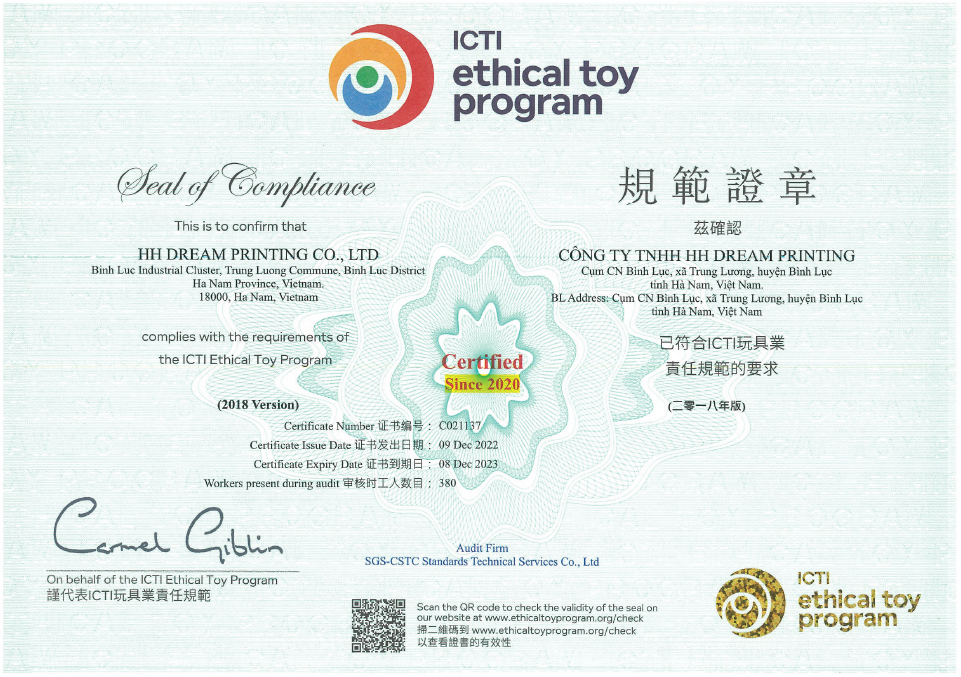 ICTI
ethical toy
program
Seal of Compliance
This is to confirm that
HH DREAM PRINTING CO., LTD
Binh Luc Industrial Cluster, Trung Luong Commune, Binh Luc District
Ha Nam Province, Vietnam.
18000, Ha Nam, Vietnam
complies with the requirements of
the ICTI Ethical Toy Program
(2018 Version)
規範證章
茲確認
CÔNG TY TNHH HH DREAM PRINTING
Cụm CN Bình Lục, xã Trung Lương, huyện Bình Lục
tỉnh Hà Nam, Việt Nam.
BL Address: Cụm CN Bình Lục, xã Trung Lương, huyện Bình Lục
tỉnh Hà Nam, Việt Nam
已符合ICTI玩具業
責任規範的要求
(二零一八年版)
Certified
Since 2020
Certificate Number 证书编号： C021137
Certificate Issue Date 证书发出日期： 09 Dec 2022
Certificate Expiry Date 证书到期日： 08 Dec 2023
Workers present during audit 审核时工人数目： 380
Carmel Giblin
On behalf of the ICTI Ethical Toy Program
謹代表ICTI玩具業責任規範
Audit Firm
SGS-CSTC Standards Technical Services Co., Ltd
Scan the QR code to check the validity of the seal on
our website at www.ethicaltoyprogram.org/check
掃二維碼到 www.ethicaltoyprogram.org/check
以查看證書的有效性
ICTI
ethical toy
program